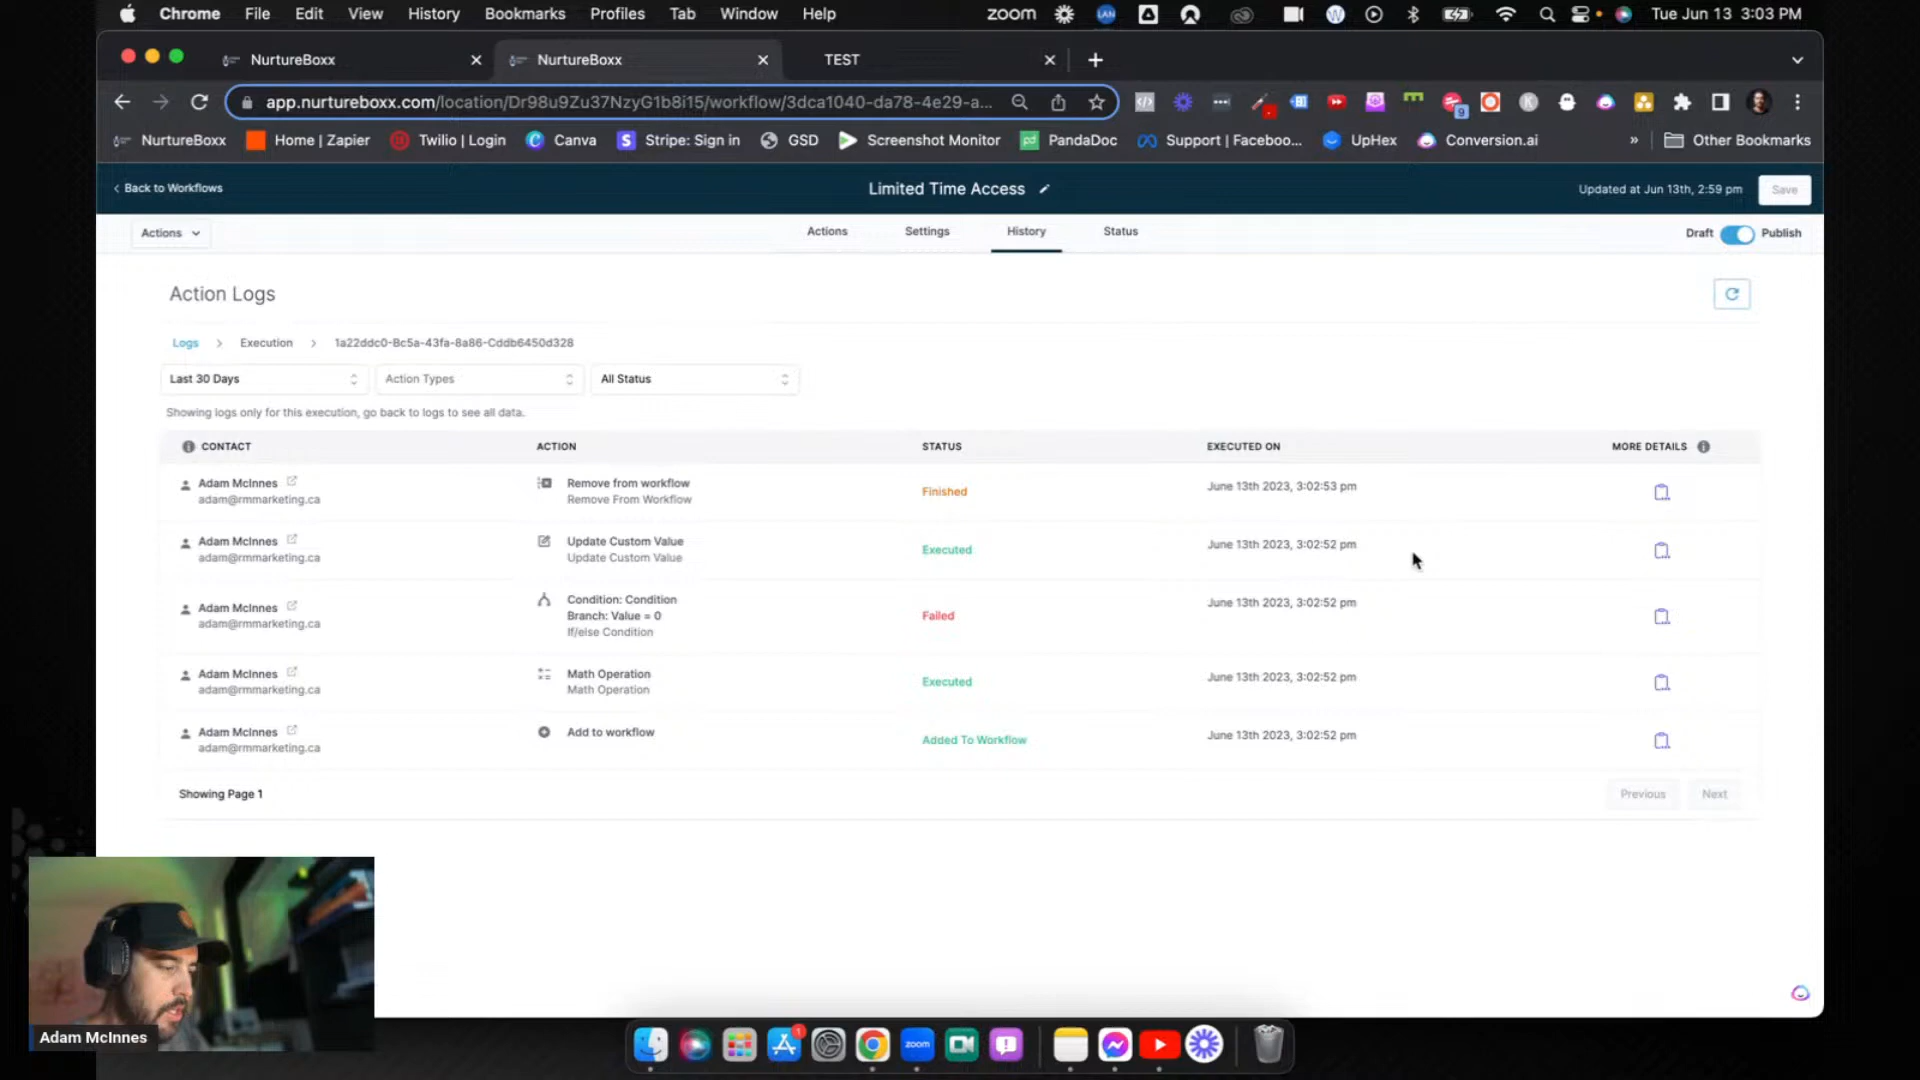 Chrome File Edit View History Bookmarks Profiles Tab Window Help zoom LAN Tue Jun 13 3:03 PM
NurtureBoxx NurtureBoxx TEST
app.nurtureboxx.com/location/Dr98u9Zu37NzyG1b8i15/workflow/3dca1040-da78-4e29-a... 9
NurtureBoxx Home | Zapier Twilio | Login Canva Stripe: Sign in GSD Screenshot Monitor pd PandaDoc Support | Faceboo... UpHex Conversion.ai » Other Bookmarks
Back to Workflows Limited Time Access Updated at Jun 13th, 2:59 pm Save
Actions Actions Settings History Status Draft Publish
Action Logs
Logs > Execution > 1a22ddc0-Bc5a-43fa-8a86-Cddb6450d328
Last 30 Days Action Types All Status
Showing logs only for this execution, go back to logs to see all data.
CONTACT ACTION STATUS EXECUTED ON MORE DETAILS
Adam McInnes Remove from workflow Finished June 13th 2023, 3:02:53 pm
adam@rmmarketing.ca Remove From Workflow
Adam McInnes Update Custom Value Executed June 13th 2023, 3:02:52 pm
adam@rmmarketing.ca Update Custom Value
Adam McInnes Condition: Condition Failed June 13th 2023, 3:02:52 pm
adam@rmmarketing.ca Branch: Value = 0
If/else Condition
Adam McInnes Math Operation Executed June 13th 2023, 3:02:52 pm
adam@rmmarketing.ca Math Operation
Adam McInnes Add to workflow Added To Workflow June 13th 2023, 3:02:52 pm
adam@rmmarketing.ca
Showing Page 1 Previous Next
Adam McInnes
1 zoom